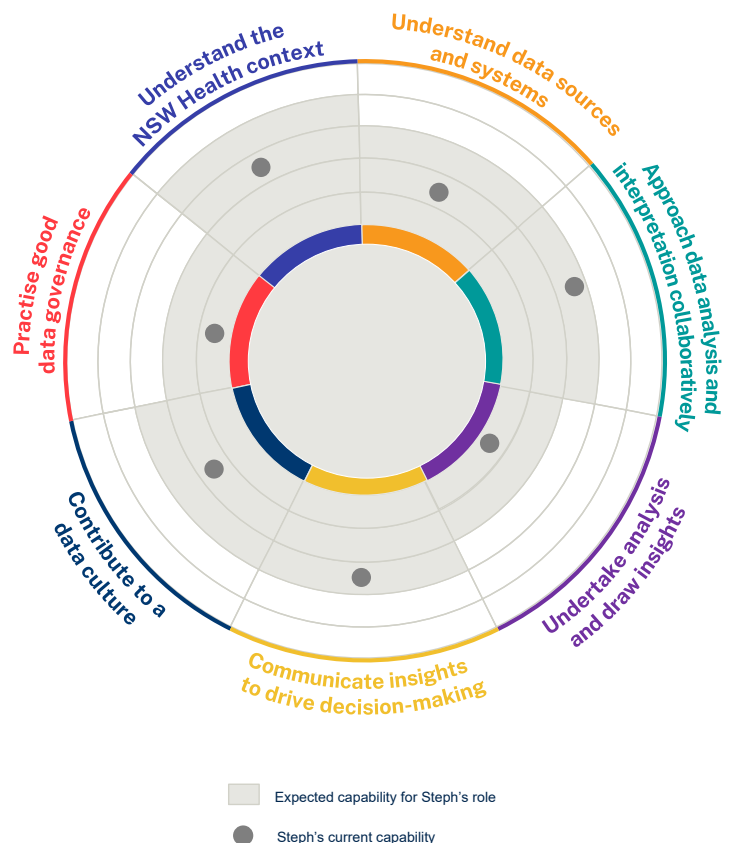 Understand the
NSW Health context
Understand data sources
and systems
Approach data analysis and
interpretation collaboratively
Undertake analysis
and draw insights
Communicate insights
to drive decision-making
Contribute to a
data culture
Practise good
data governance
Expected capability for Steph's role
Steph's current capability